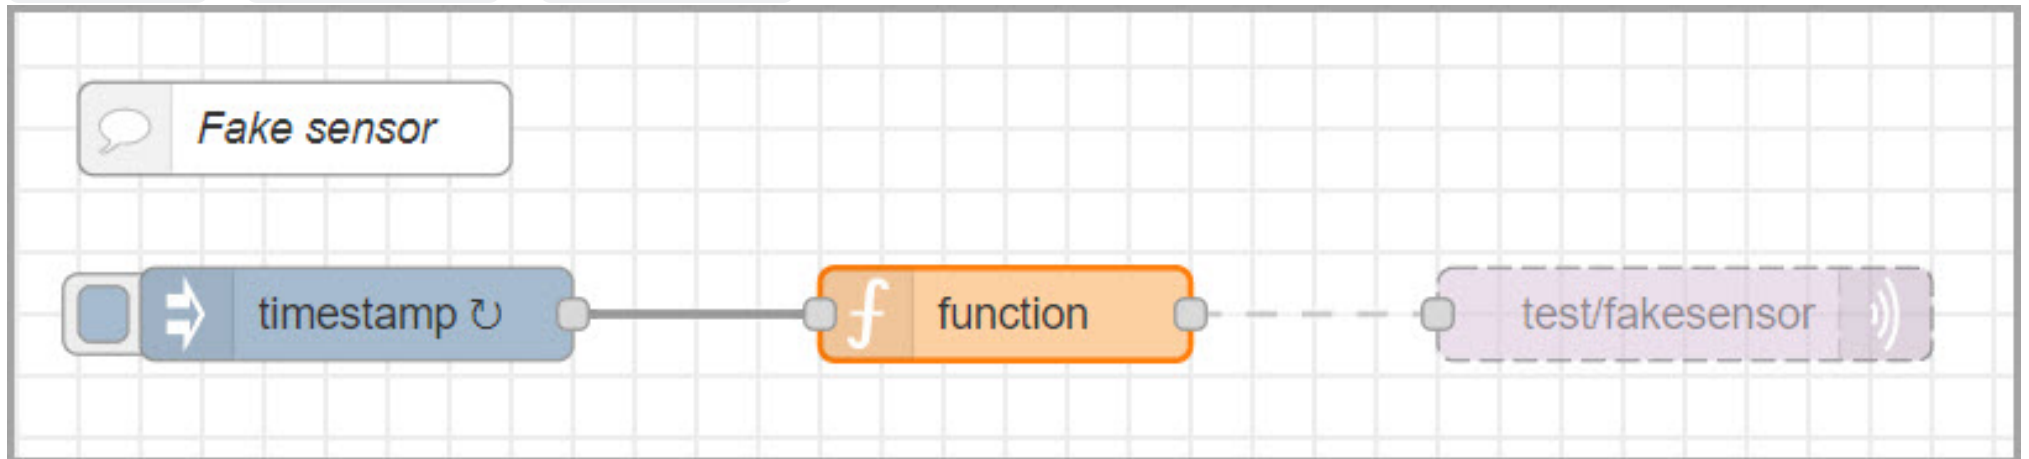 Fake sensor
timestamp ↻
function
test/fakesensor